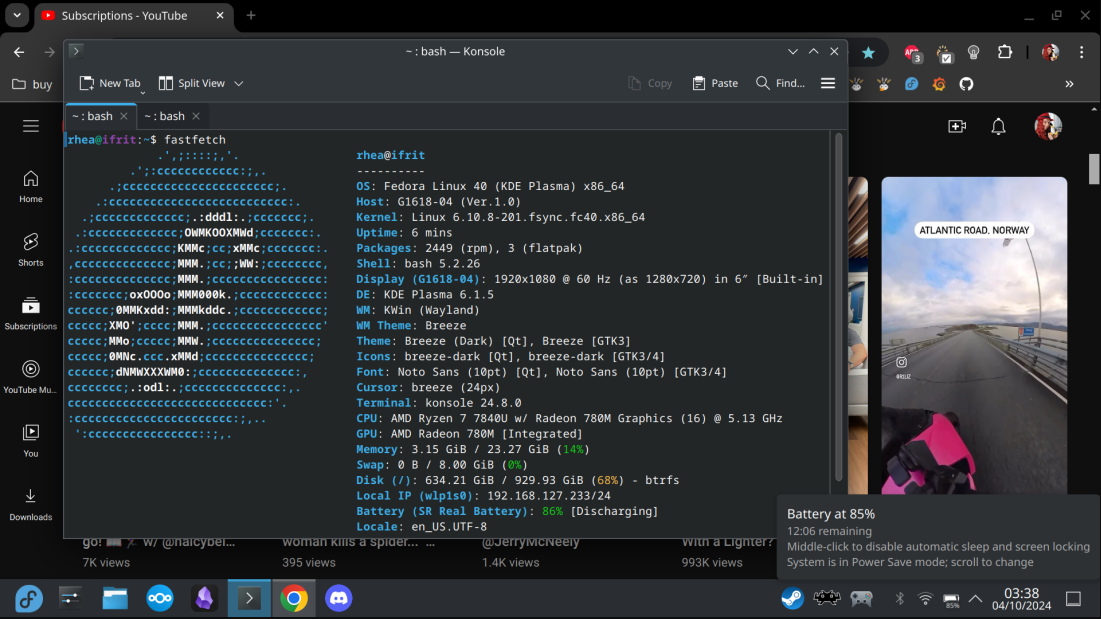 Subscriptions - YouTube
~ : bash — Konsole
3
buy
New Tab
Split View
Copy
Paste
Find...
~ : bash
~ : bash
rhea@ifrit:~$ fastfetch
.',;::::;,'.
.';:cccccccccccc:;,.
.;cccccccccccccccccccccc;.
.:cccccccccccccccccccccccccc:.
.;ccccccccccccc;.:dddl:.;ccccccc;.
.:ccccccccccccc;OWMKOOXMWd;ccccccc:.
.:ccccccccccccc;KMMc;cc;xMMc;ccccccc:.
,cccccccccccccc;MMM.;cc;;WW:;cccccccc,
:cccccccccccccc;MMM.;cccccccccccccccc:
:ccccccc;oxOOOo;MMM000k.;cccccccccccc:
cccccc;0MMKxdd:;MMMkddc.;cccccccccccc;
ccccc;XMO';cccc;MMM.;cccccccccccccccc'
ccccc;MMo;ccccc;MMW.;ccccccccccccccc;
ccccc;0MNc.ccc.xMMd;ccccccccccccccc;
cccccc;dNMWXXXWM0:;cccccccccccccc:,
cccccccc;.:odl:.;cccccccccccccc:,.
ccccccccccccccccccccccccccccc:'.
:ccccccccccccccccccccccc:;,..
':cccccccccccccccc::;,.
rhea@ifrit
----------
OS: Fedora Linux 40 (KDE Plasma) x86_64
Host: G1618-04 (Ver.1.0)
Kernel: Linux 6.10.8-201.fsync.fc40.x86_64
Uptime: 6 mins
Packages: 2449 (rpm), 3 (flatpak)
Shell: bash 5.2.26
Display (G1618-04): 1920x1080 @ 60 Hz (as 1280x720) in 6″ [Built-in]
DE: KDE Plasma 6.1.5
WM: KWin (Wayland)
WM Theme: Breeze
Theme: Breeze (Dark) [Qt], Breeze [GTK3]
Icons: breeze-dark [Qt], breeze-dark [GTK3/4]
Font: Noto Sans (10pt) [Qt], Noto Sans (10pt) [GTK3/4]
Cursor: breeze (24px)
Terminal: konsole 24.8.0
CPU: AMD Ryzen 7 7840U w/ Radeon 780M Graphics (16) @ 5.13 GHz
GPU: AMD Radeon 780M [Integrated]
Memory: 3.15 GiB / 23.27 GiB (14%)
Swap: 0 B / 8.00 GiB (0%)
Disk (/): 634.21 GiB / 929.93 GiB (68%) - btrfs
Local IP (wlp1s0): 192.168.127.233/24
Battery (SR Real Battery): 86% [Discharging]
Locale: en_US.UTF-8
Home
Shorts
Subscriptions
YouTube Mu...
You
Downloads
ATLANTIC ROAD, NORWAY
go! w/ @halcybel...
7K views
woman kills a spider... ...
395 views
@JerryMcNeely
1.4K views
With a Lighter?
993K views
Battery at 85%
12:06 remaining
Middle-click to disable automatic sleep and screen locking
System is in Power Save mode; scroll to change
85%
03:38
04/10/2024